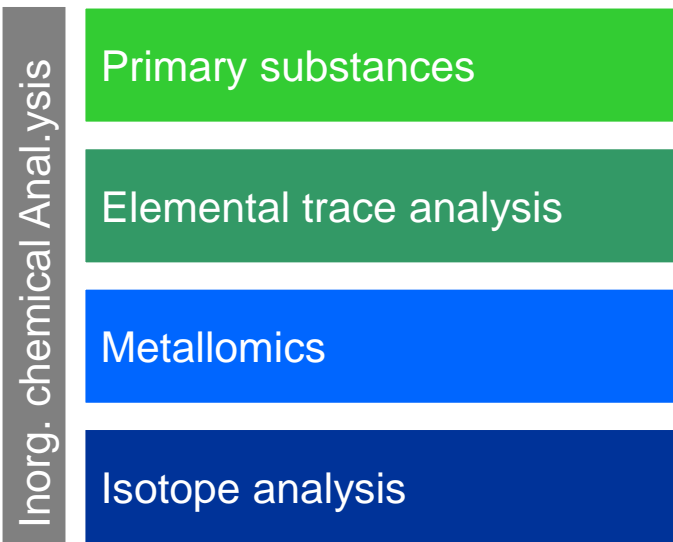 Inorg. chemical Anal.ysis
Primary substances
Elemental trace analysis
Metallomics
Isotope analysis